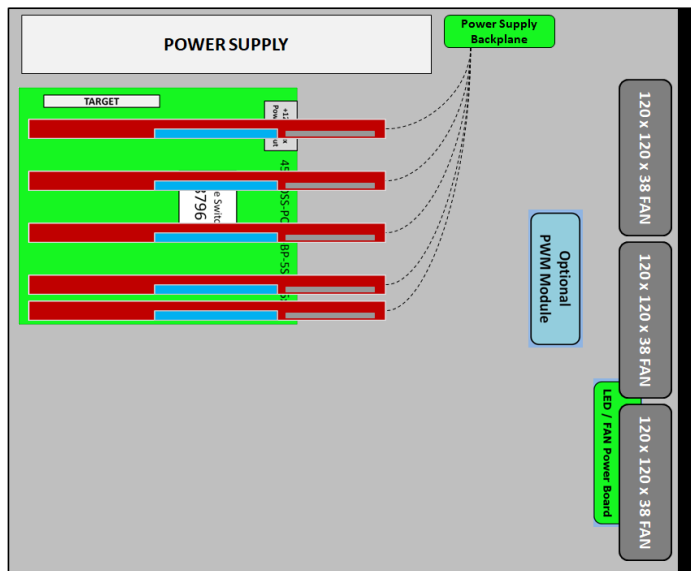 POWER SUPPLY
Power Supply
Backplane
TARGET
120 x 120 x 38 FAN
Optional
PWM Module
120 x 120 x 38 FAN
LED / FAN Power Board
120 x 120 x 38 FAN